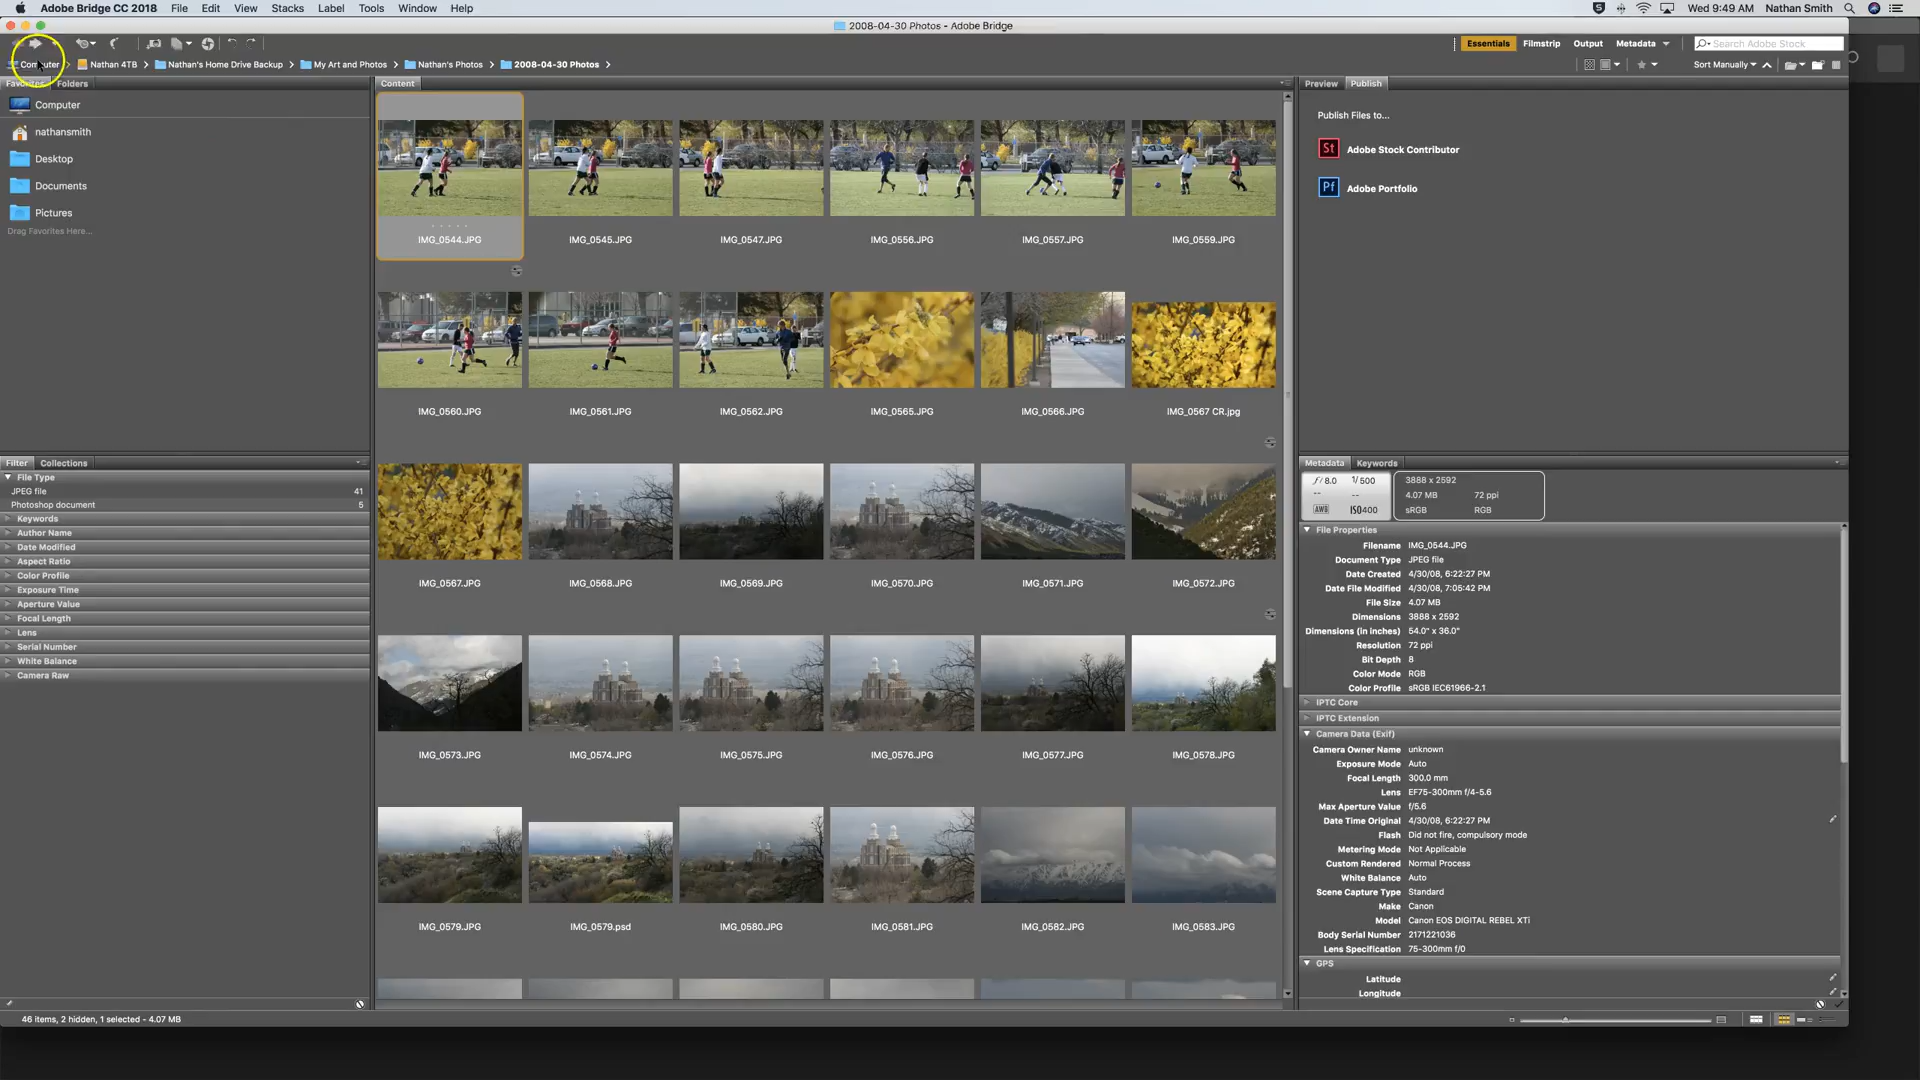 Adobe Bridge CC 2018 File Edit View Stacks Label Tools Window Help Wed 9:49 AM Nathan Smith
2008-04-30 Photos - Adobe Bridge
Essentials Filmstrip Output Metadata Search Adobe Stock
Computer Nathan 4TB Nathan's Home Drive Backup My Art and Photos Nathan's Photos 2008-04-30 Photos Sort Manually
Favorites Folders
Computer
nathansmith
Desktop
Documents
Pictures
Drag Favorites Here...
Filter Collections
File Type
JPEG file 41
Photoshop document 5
Keywords
Author Name
Date Modified
Aspect Ratio
Color Profile
Exposure Time
Aperture Value
Focal Length
Lens
Serial Number
White Balance
Camera Raw
46 items, 2 hidden, 1 selected - 4.07 MB
Content
IMG_0544.JPG IMG_0545.JPG IMG_0547.JPG IMG_0556.JPG IMG_0557.JPG IMG_0559.JPG
IMG_0560.JPG IMG_0561.JPG IMG_0562.JPG IMG_0565.JPG IMG_0566.JPG IMG_0567 CR.jpg
IMG_0567.JPG IMG_0568.JPG IMG_0569.JPG IMG_0570.JPG IMG_0571.JPG IMG_0572.JPG
IMG_0573.JPG IMG_0574.JPG IMG_0575.JPG IMG_0576.JPG IMG_0577.JPG IMG_0578.JPG
IMG_0579.JPG IMG_0579.psd IMG_0580.JPG IMG_0581.JPG IMG_0582.JPG IMG_0583.JPG
Preview Publish
Publish Files to...
St Adobe Stock Contributor
Pf Adobe Portfolio
Metadata Keywords
f/8.0 1/500 3888 x 2592
-- -- 4.07 MB 72 ppi
AWB ISO400 sRGB RGB
File Properties
Filename IMG_0544.JPG
Document Type JPEG file
Date Created 4/30/08, 6:22:27 PM
Date File Modified 4/30/08, 7:05:42 PM
File Size 4.07 MB
Dimensions 3888 x 2592
Dimensions (in inches) 54.0" x 36.0"
Resolution 72 ppi
Bit Depth 8
Color Mode RGB
Color Profile sRGB IEC61966-2.1
IPTC Core
IPTC Extension
Camera Data (Exif)
Camera Owner Name unknown
Exposure Mode Auto
Focal Length 300.0 mm
Lens EF75-300mm f/4-5.6
Max Aperture Value f/5.6
Date Time Original 4/30/08, 6:22:27 PM
Flash Did not fire, compulsory mode
Metering Mode Not Applicable
Custom Rendered Normal Process
White Balance Auto
Scene Capture Type Standard
Make Canon
Model Canon EOS DIGITAL REBEL XTi
Body Serial Number 2171221036
Lens Specification 75-300mm f/0
GPS
Latitude
Longitude